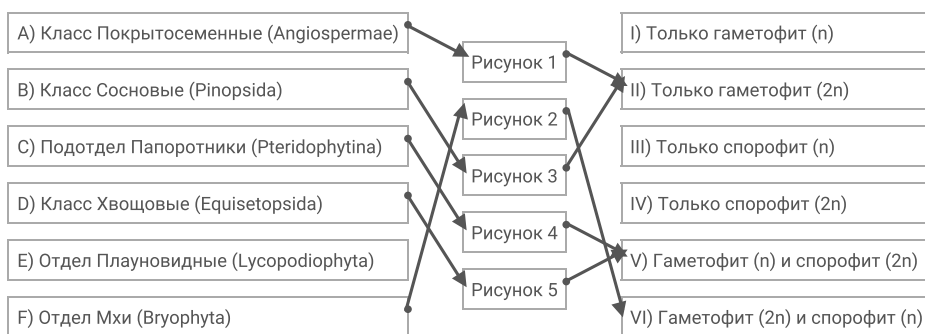 A) Класс Покрытосеменные (Angiospermae)
B) Класс Сосновые (Pinopsida)
C) Подотдел Папоротники (Pteridophytina)
D) Класс Хвощовые (Equisetopsida)
E) Отдел Плауновидные (Lycopodiophyta)
F) Отдел Мхи (Bryophyta)
Рисунок 1
Рисунок 2
Рисунок 3
Рисунок 4
Рисунок 5
I) Только гаметофит (n)
II) Только гаметофит (2n)
III) Только спорофит (n)
IV) Только спорофит (2n)
V) Гаметофит (n) и спорофит (2n)
VI) Гаметофит (2n) и спорофит (n)